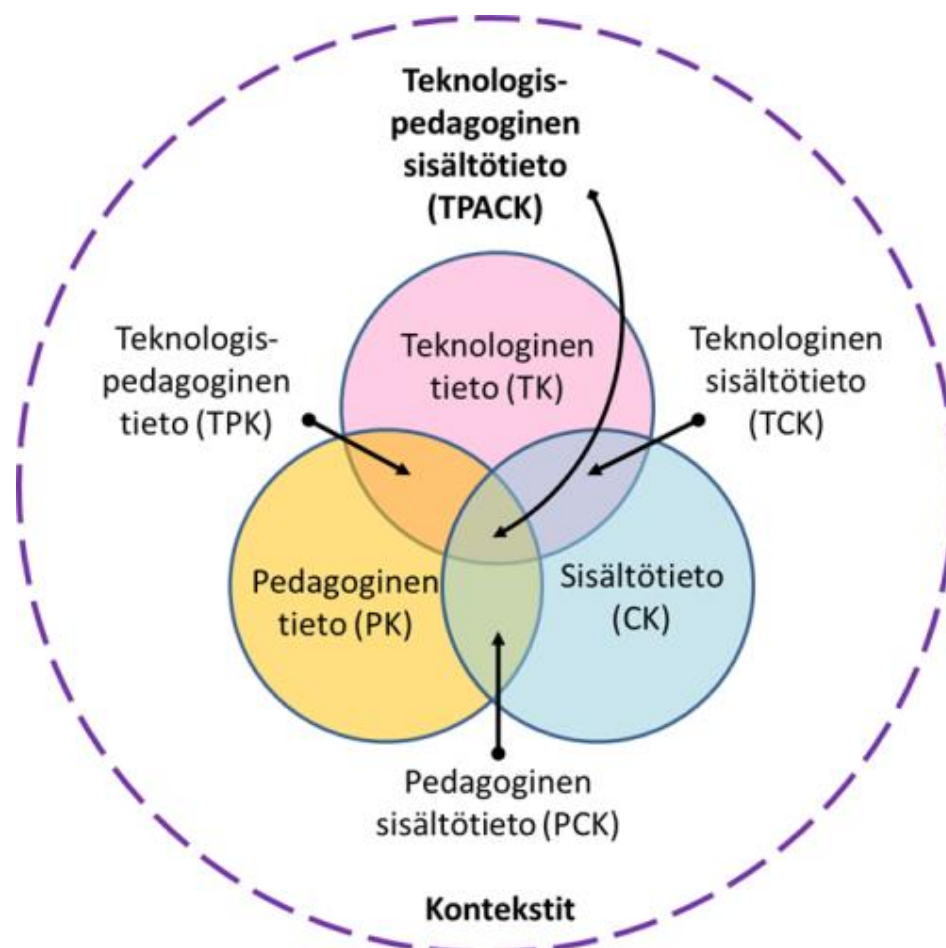 Teknologis-
pedagoginen
sisältötieto
(TPACK)
Teknologis-
pedagoginen
tieto (TPK)
Teknologinen
tieto (TK)
Teknologinen
sisältötieto
(TCK)
Pedagoginen
tieto (PK)
Sisältötieto
(CK)
Pedagoginen
sisältötieto (PCK)
Kontekstit